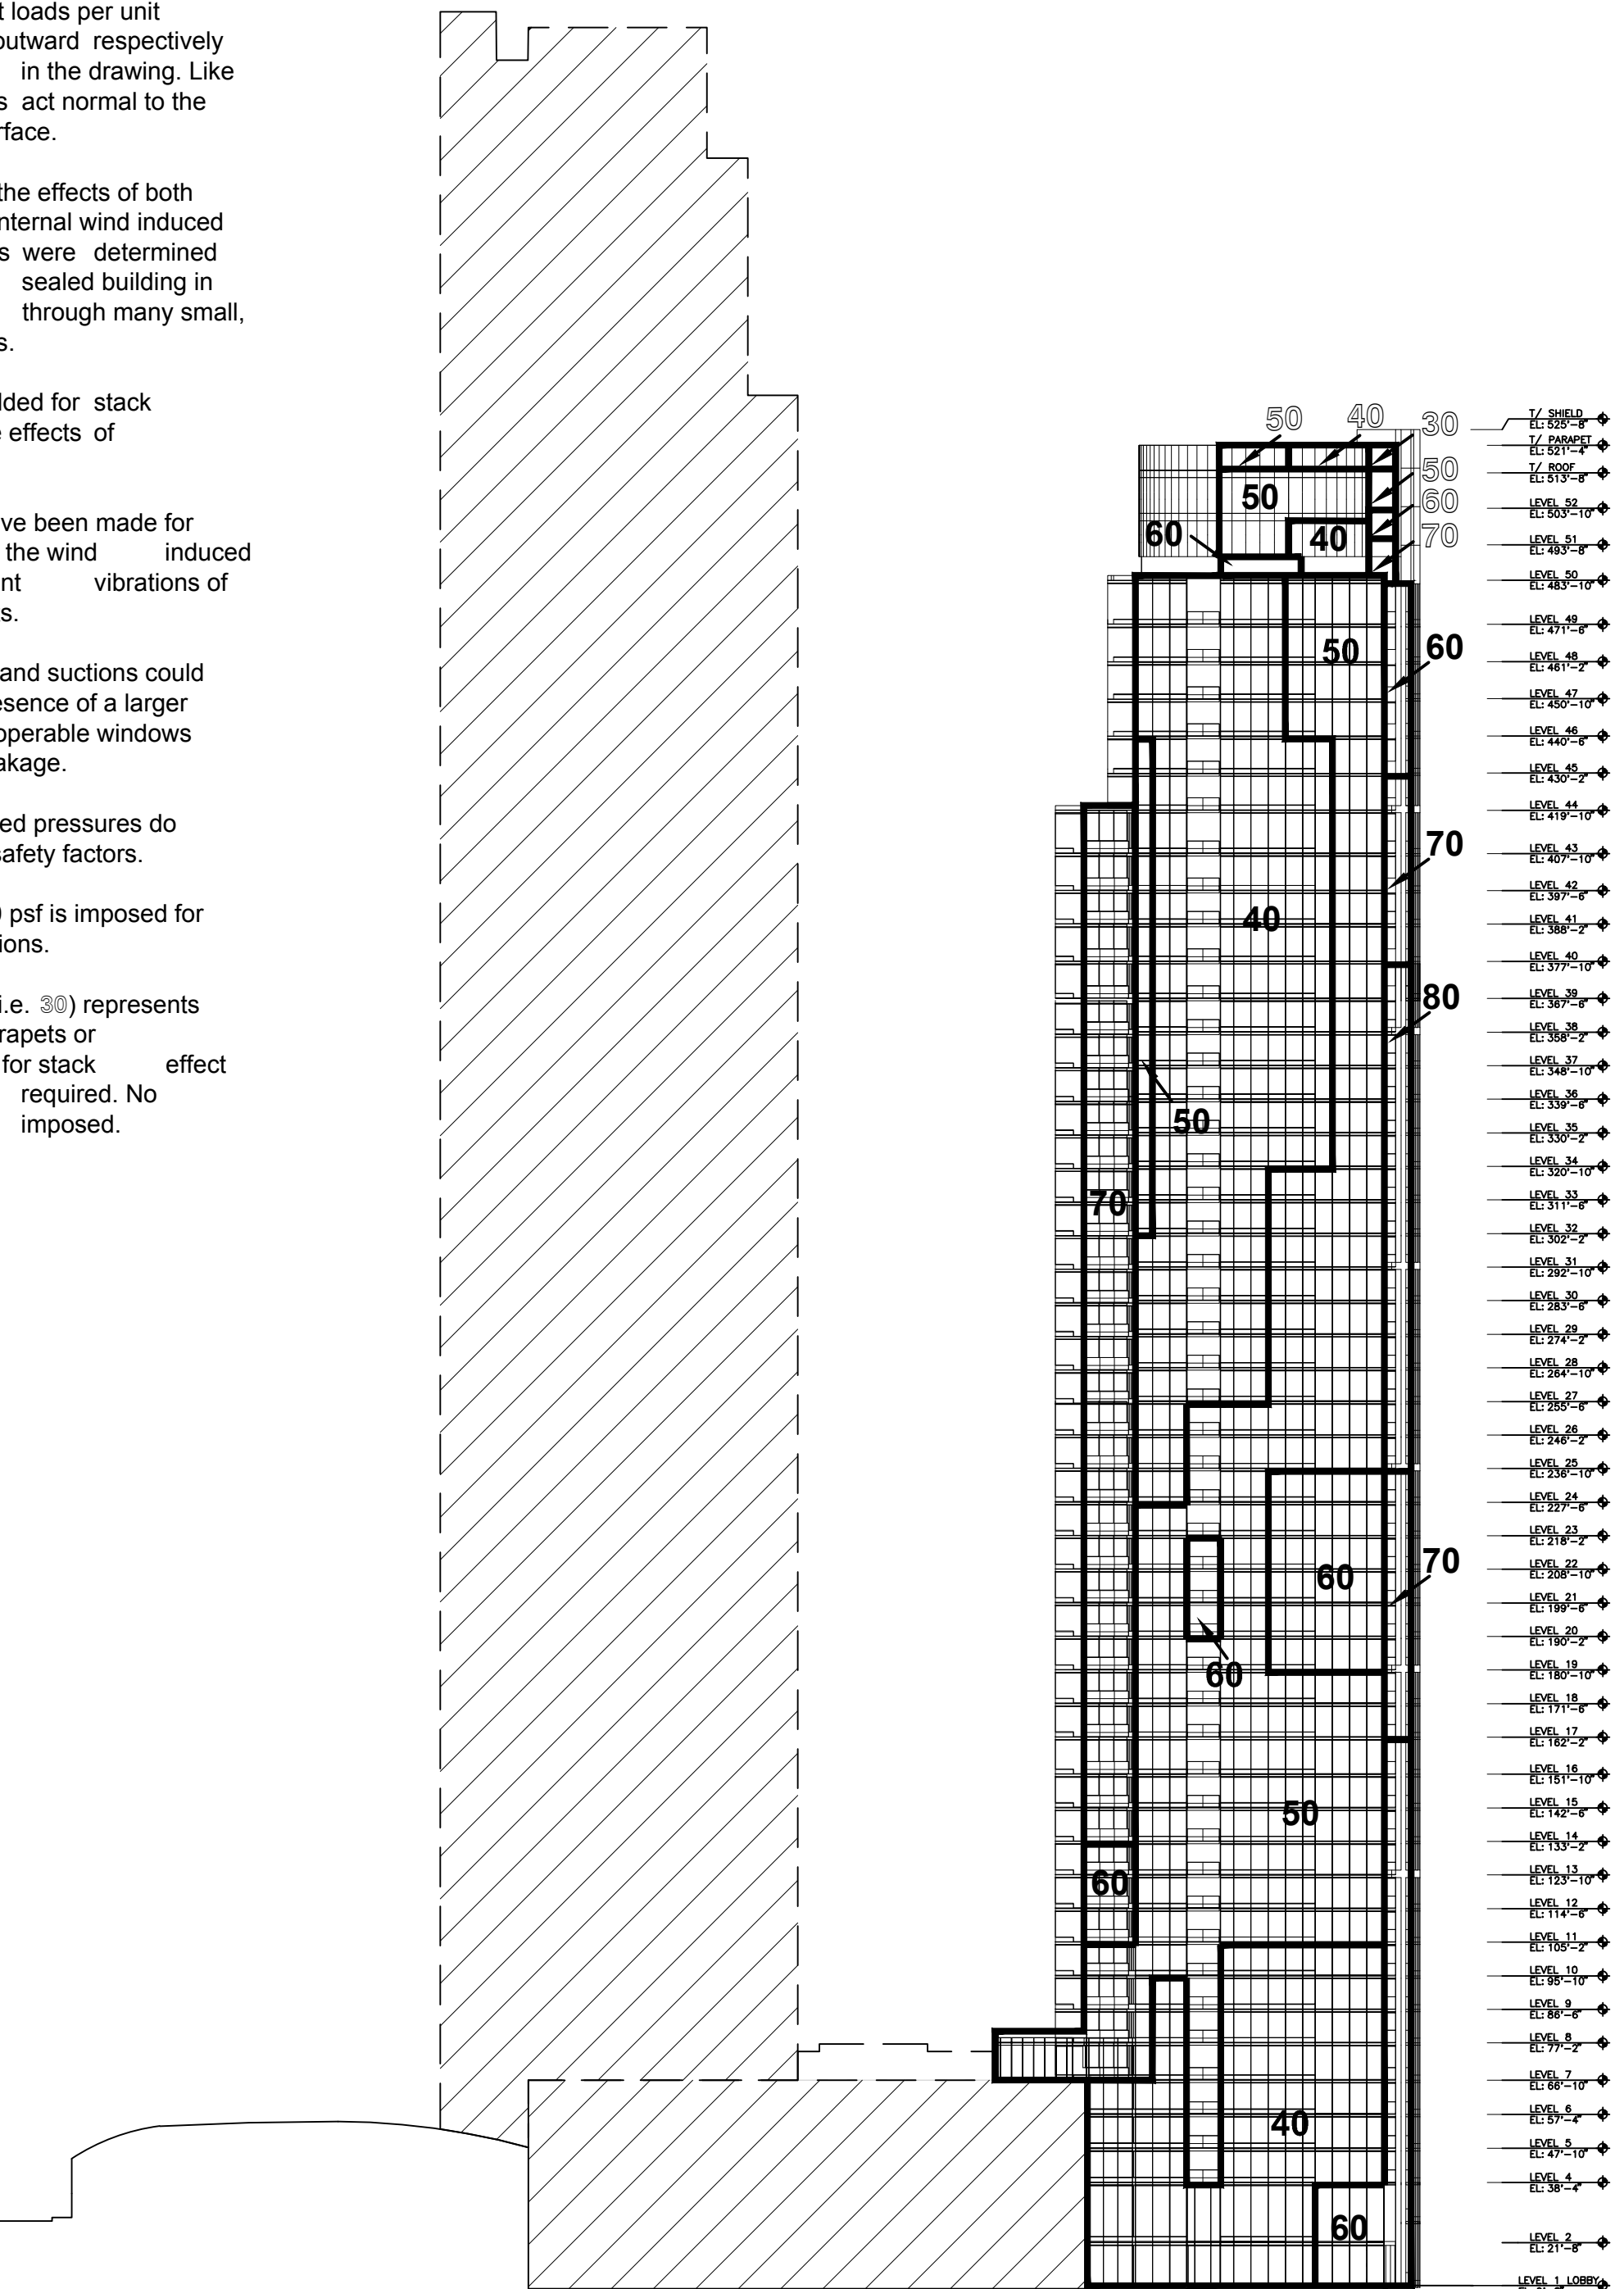 t loads per unit
outward respectively
in the drawing. Like
s act normal to the
rface.
the effects of both
nternal wind induced
s were determined
sealed building in
through many small,
s.
dded for stack
e effects of
ve been made for
the wind induced
nt vibrations of
s.
and suctions could
esence of a larger
operable windows
akage.
ed pressures do
safety factors.
) psf is imposed for
ions.
i.e. 30) represents
rapets or
for stack effect
required. No
imposed.
50
40
30
50
60
70
50
60
40
50
60
70
40
80
50
70
60
70
60
50
60
40
60
T/ SHIELD
EL: 525'-8"
T/ PARAPET
EL: 521'-4"
T/ ROOF
EL: 513'-8"
LEVEL 52
EL: 503'-10"
LEVEL 51
EL: 493'-8"
LEVEL 50
EL: 483'-10"
LEVEL 49
EL: 471'-6"
LEVEL 48
EL: 461'-2"
LEVEL 47
EL: 450'-10"
LEVEL 46
EL: 440'-6"
LEVEL 45
EL: 430'-2"
LEVEL 44
EL: 419'-10"
LEVEL 43
EL: 407'-10"
LEVEL 42
EL: 397'-6"
LEVEL 41
EL: 388'-2"
LEVEL 40
EL: 377'-10"
LEVEL 39
EL: 367'-6"
LEVEL 38
EL: 358'-2"
LEVEL 37
EL: 348'-10"
LEVEL 36
EL: 339'-6"
LEVEL 35
EL: 330'-2"
LEVEL 34
EL: 320'-10"
LEVEL 33
EL: 311'-6"
LEVEL 32
EL: 302'-2"
LEVEL 31
EL: 292'-10"
LEVEL 30
EL: 283'-6"
LEVEL 29
EL: 274'-2"
LEVEL 28
EL: 264'-10"
LEVEL 27
EL: 255'-6"
LEVEL 26
EL: 246'-2"
LEVEL 25
EL: 236'-10"
LEVEL 24
EL: 227'-6"
LEVEL 23
EL: 218'-2"
LEVEL 22
EL: 208'-10"
LEVEL 21
EL: 199'-6"
LEVEL 20
EL: 190'-2"
LEVEL 19
EL: 180'-10"
LEVEL 18
EL: 171'-6"
LEVEL 17
EL: 162'-2"
LEVEL 16
EL: 151'-10"
LEVEL 15
EL: 142'-6"
LEVEL 14
EL: 133'-2"
LEVEL 13
EL: 123'-10"
LEVEL 12
EL: 114'-6"
LEVEL 11
EL: 105'-2"
LEVEL 10
EL: 95'-10"
LEVEL 9
EL: 86'-6"
LEVEL 8
EL: 77'-2"
LEVEL 7
EL: 66'-10"
LEVEL 6
EL: 57'-4"
LEVEL 5
EL: 47'-10"
LEVEL 4
EL: 38'-4"
LEVEL 2
EL: 21'-8"
LEVEL 1 LOBBY